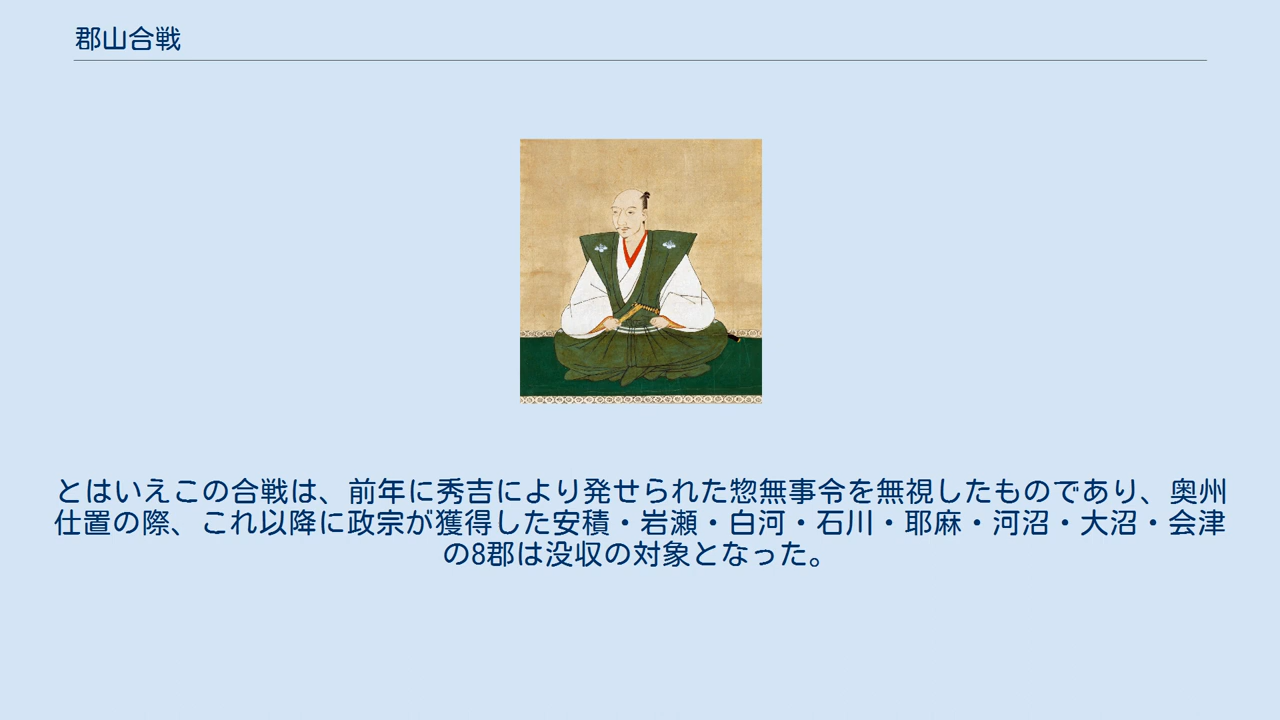 郡山合戦
とはいえこの合戦は、前年に秀吉により発せられた惣無事令を無視したものであり、奥州
仕置の際、これ以降に政宗が獲得した安積・岩瀬・白河・石川・耶麻・河沼・大沼・会津
の8郡は没収の対象となった。